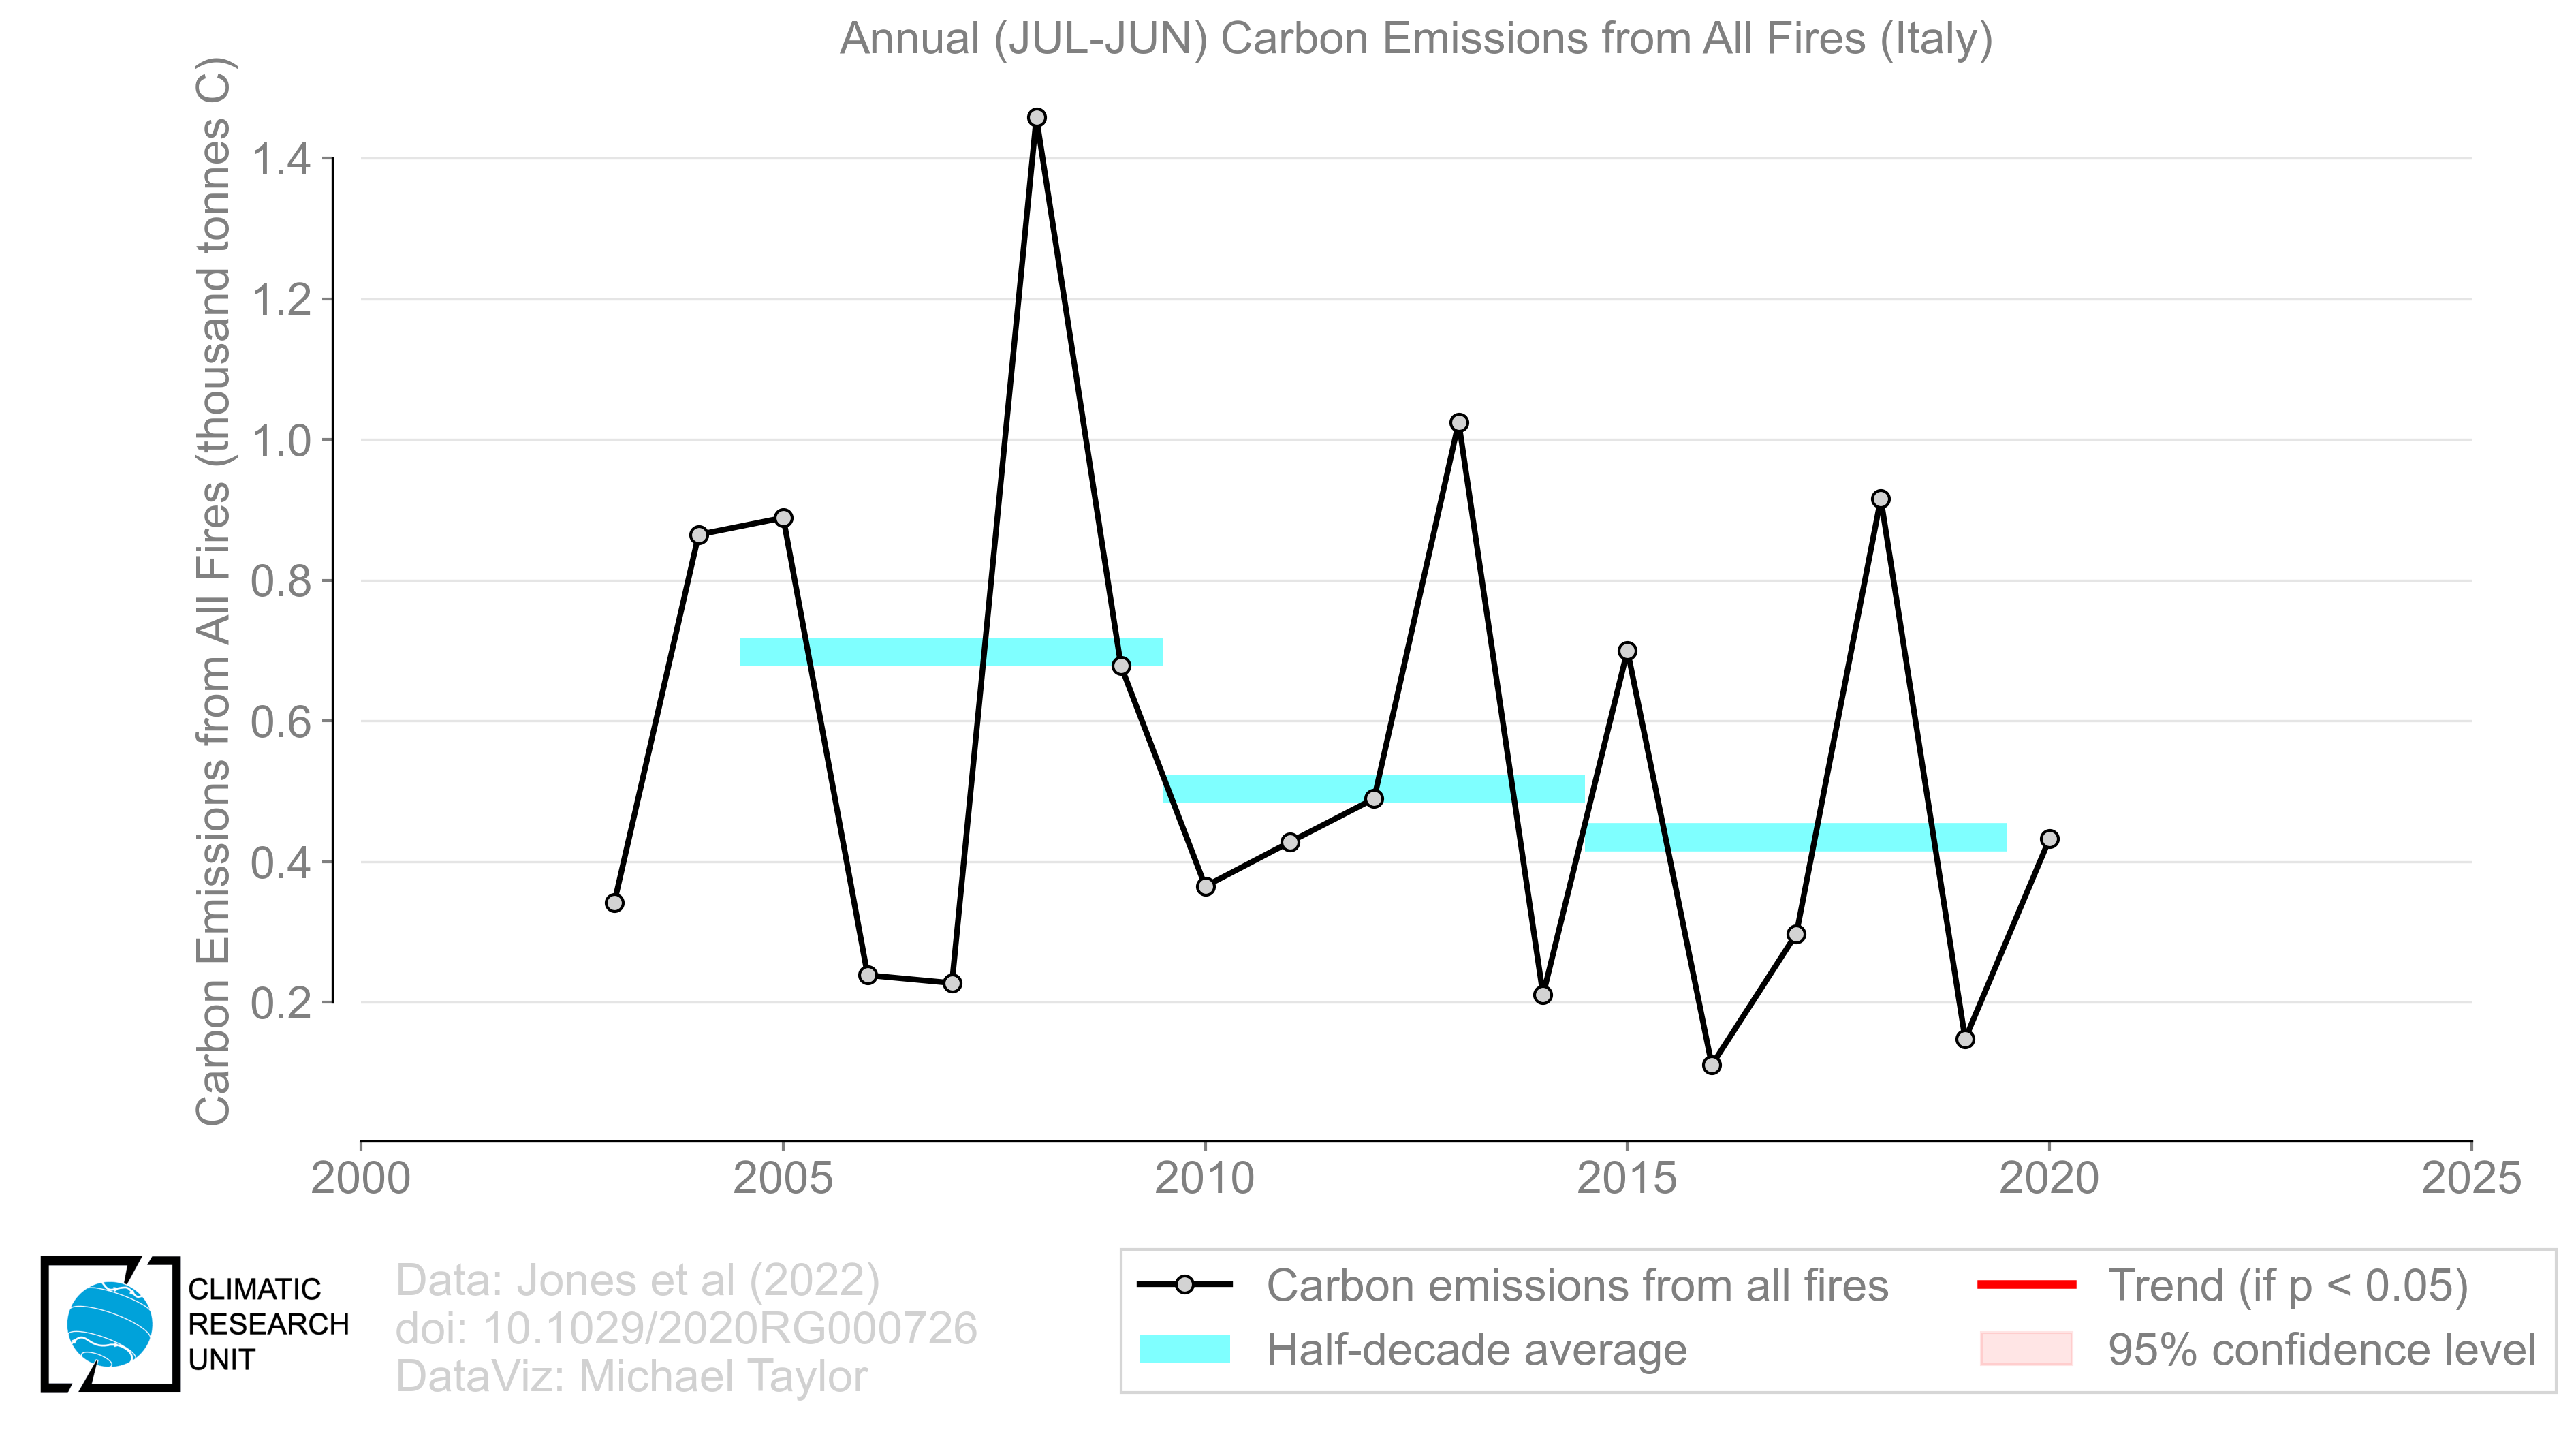 Annual (JUL-JUN) Carbon Emissions from All Fires (Italy)
Carbon Emissions from All Fires (thousand tonnes C)
1.4
1.2
1.0
0.8
0.6
0.4
0.2
2000
2005
2010
2015
2020
2025
CLIMATIC
RESEARCH
UNIT
Data: Jones et al (2022)
doi: 10.1029/2020RG000726
DataViz: Michael Taylor
Carbon emissions from all fires
Half-decade average
Trend (if p < 0.05)
95% confidence level